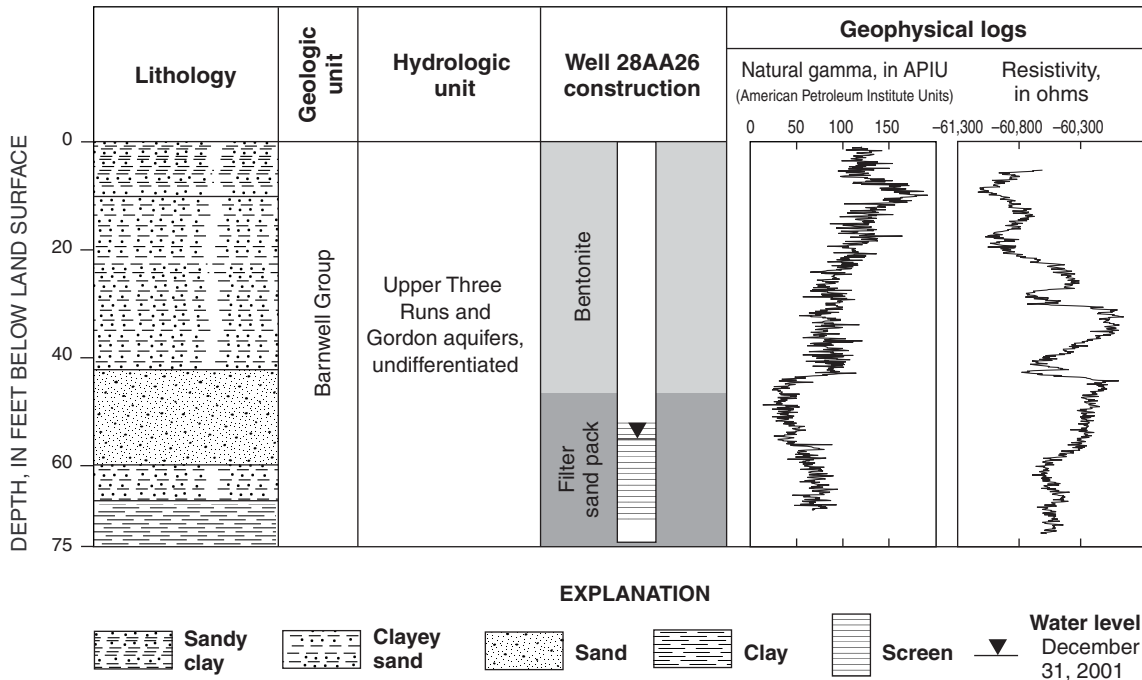 Lithology
Geologic
unit
Hydrologic
unit
Well 28AA26
construction
Geophysical logs
Natural gamma, in APIU
(American Petroleum Institute Units)
Resistivity,
in ohms
0 50 100 150
–61,300 –60,800 –60,300
DEPTH, IN FEET BELOW LAND SURFACE
0
20
40
60
75
Barnwell Group
Upper Three
Runs and
Gordon aquifers,
undifferentiated
Bentonite
Filter
sand pack
EXPLANATION
Sandy
clay
Clayey
sand
Sand
Clay
Screen
Water level
December
31, 2001